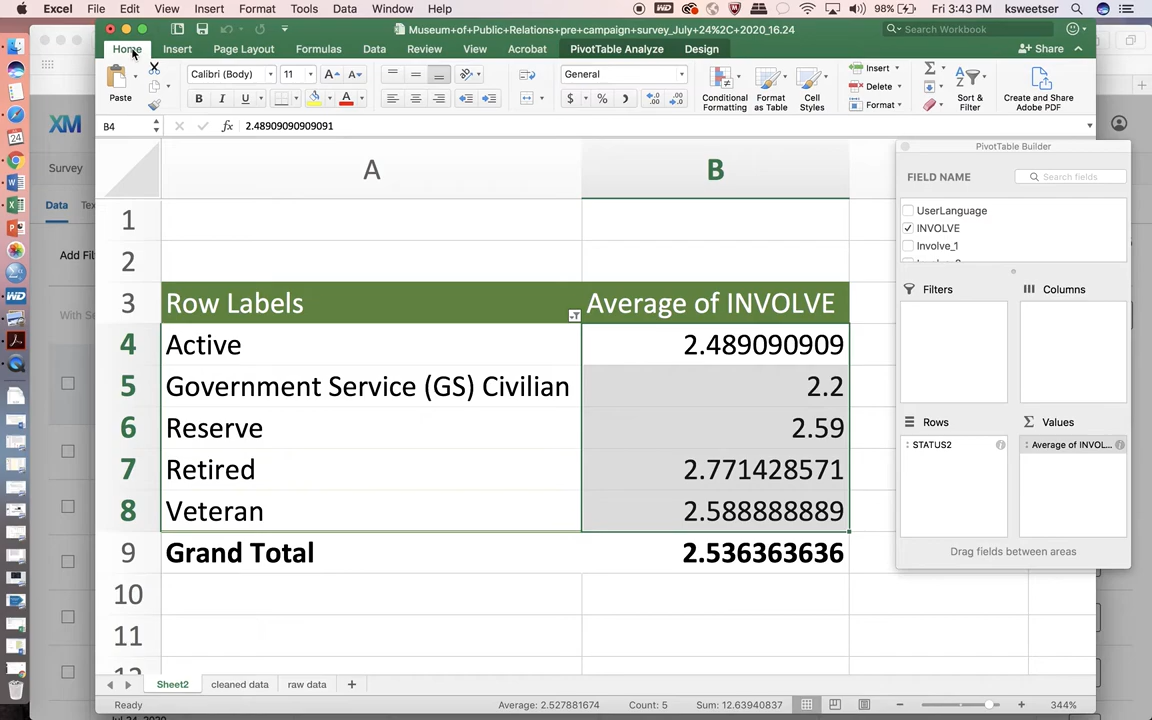 Excel File Edit View Insert Format Tools Data Window Help 98% Fri 3:43 PM ksweetser
Museum+of+Public+Relations+pre+campaign+survey_July +24%2C + 2020_16.24
Search Workbook
Home Insert Page Layout Formulas Data Review View Acrobat PivotTable Analyze Design Share
Paste Calibri (Body) 11 General Conditional Formatting Format as Table Cell Styles Insert Delete Format Sort & Filter Create and Share Adobe PDF
B4 fx 2.48909090909091
A B
1
2
3 Row Labels Average of INVOLVE
4 Active 2.489090909
5 Government Service (GS) Civilian 2.2
6 Reserve 2.59
7 Retired 2.771428571
8 Veteran 2.588888889
9 Grand Total 2.536363636
10
11
12
PivotTable Builder
FIELD NAME Search fields
UserLanguage
INVOLVE
Involve_1
Filters Columns
Rows Values
STATUS2 Average of INVOL...
Drag fields between areas
XM
Survey
Data
Add Fil
With Se
Sheet2 cleaned data raw data
Ready Average: 2.527881674 Count: 5 Sum: 12.63940837 344%